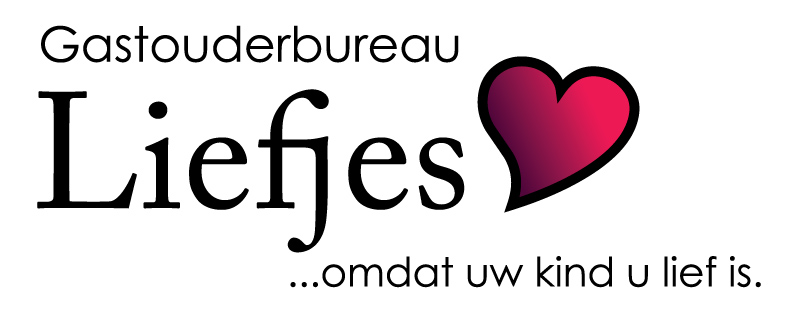 Gastouderbureau
Liefjes
...omdat uw kind u lief is.